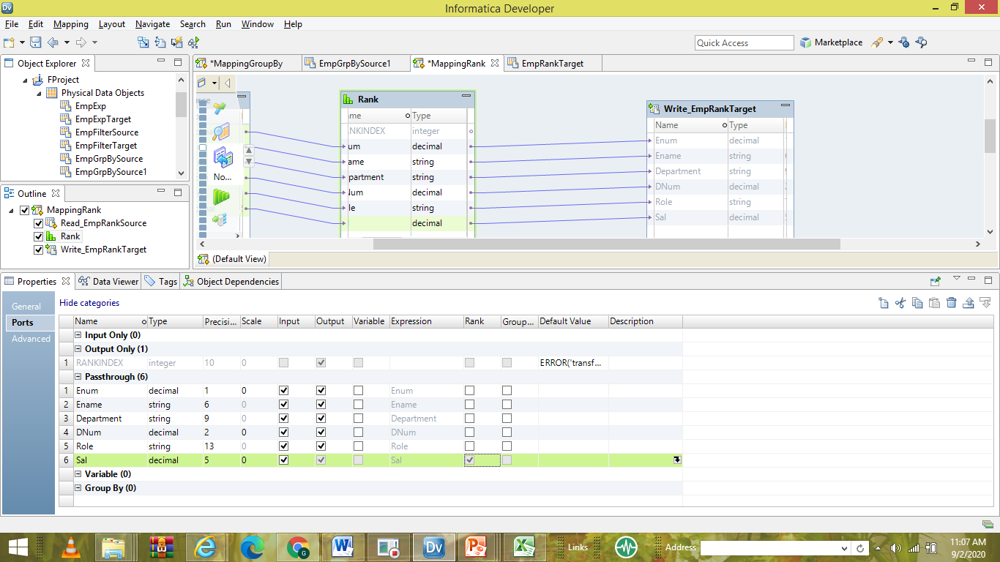 Dv
Informatica Developer
File Edit Mapping Layout Navigate Search Run Window Help
Quick Access
Marketplace
Object Explorer
FProject
Physical Data Objects
EmpExp
EmpExpTarget
EmpFilterSource
EmpFilterTarget
EmpGrpBySource
EmpGrpBySource1
Outline
MappingRank
Read_EmpRankSource
Rank
Write_EmpRankTarget
*MappingGroupBy EmpGrpBySource1 *MappingRank EmpRankTarget
No...
Rank
me Type
NKINDEX integer
um decimal
ame string
partment string
Num decimal
le string
decimal
Write_EmpRankTarget
Name Type
Enum decimal
Ename string
Department string
DNum decimal
Role string
Sal decimal
(Default View)
Properties Data Viewer Tags Object Dependencies
General
Ports
Advanced
Hide categories
Name Type Precisi... Scale Input Output Variable Expression Rank Group... Default Value Description
Input Only (0)
Output Only (1)
1 RANKINDEX integer 10 0 ERROR('transf...
Passthrough (6)
1 Enum decimal 1 0 Enum
2 Ename string 6 0 Ename
3 Department string 9 0 Department
4 DNum decimal 2 0 DNum
5 Role string 13 0 Role
6 Sal decimal 5 0 Sal
Variable (0)
Group By (0)
Links
Address
11:07 AM
9/2/2020